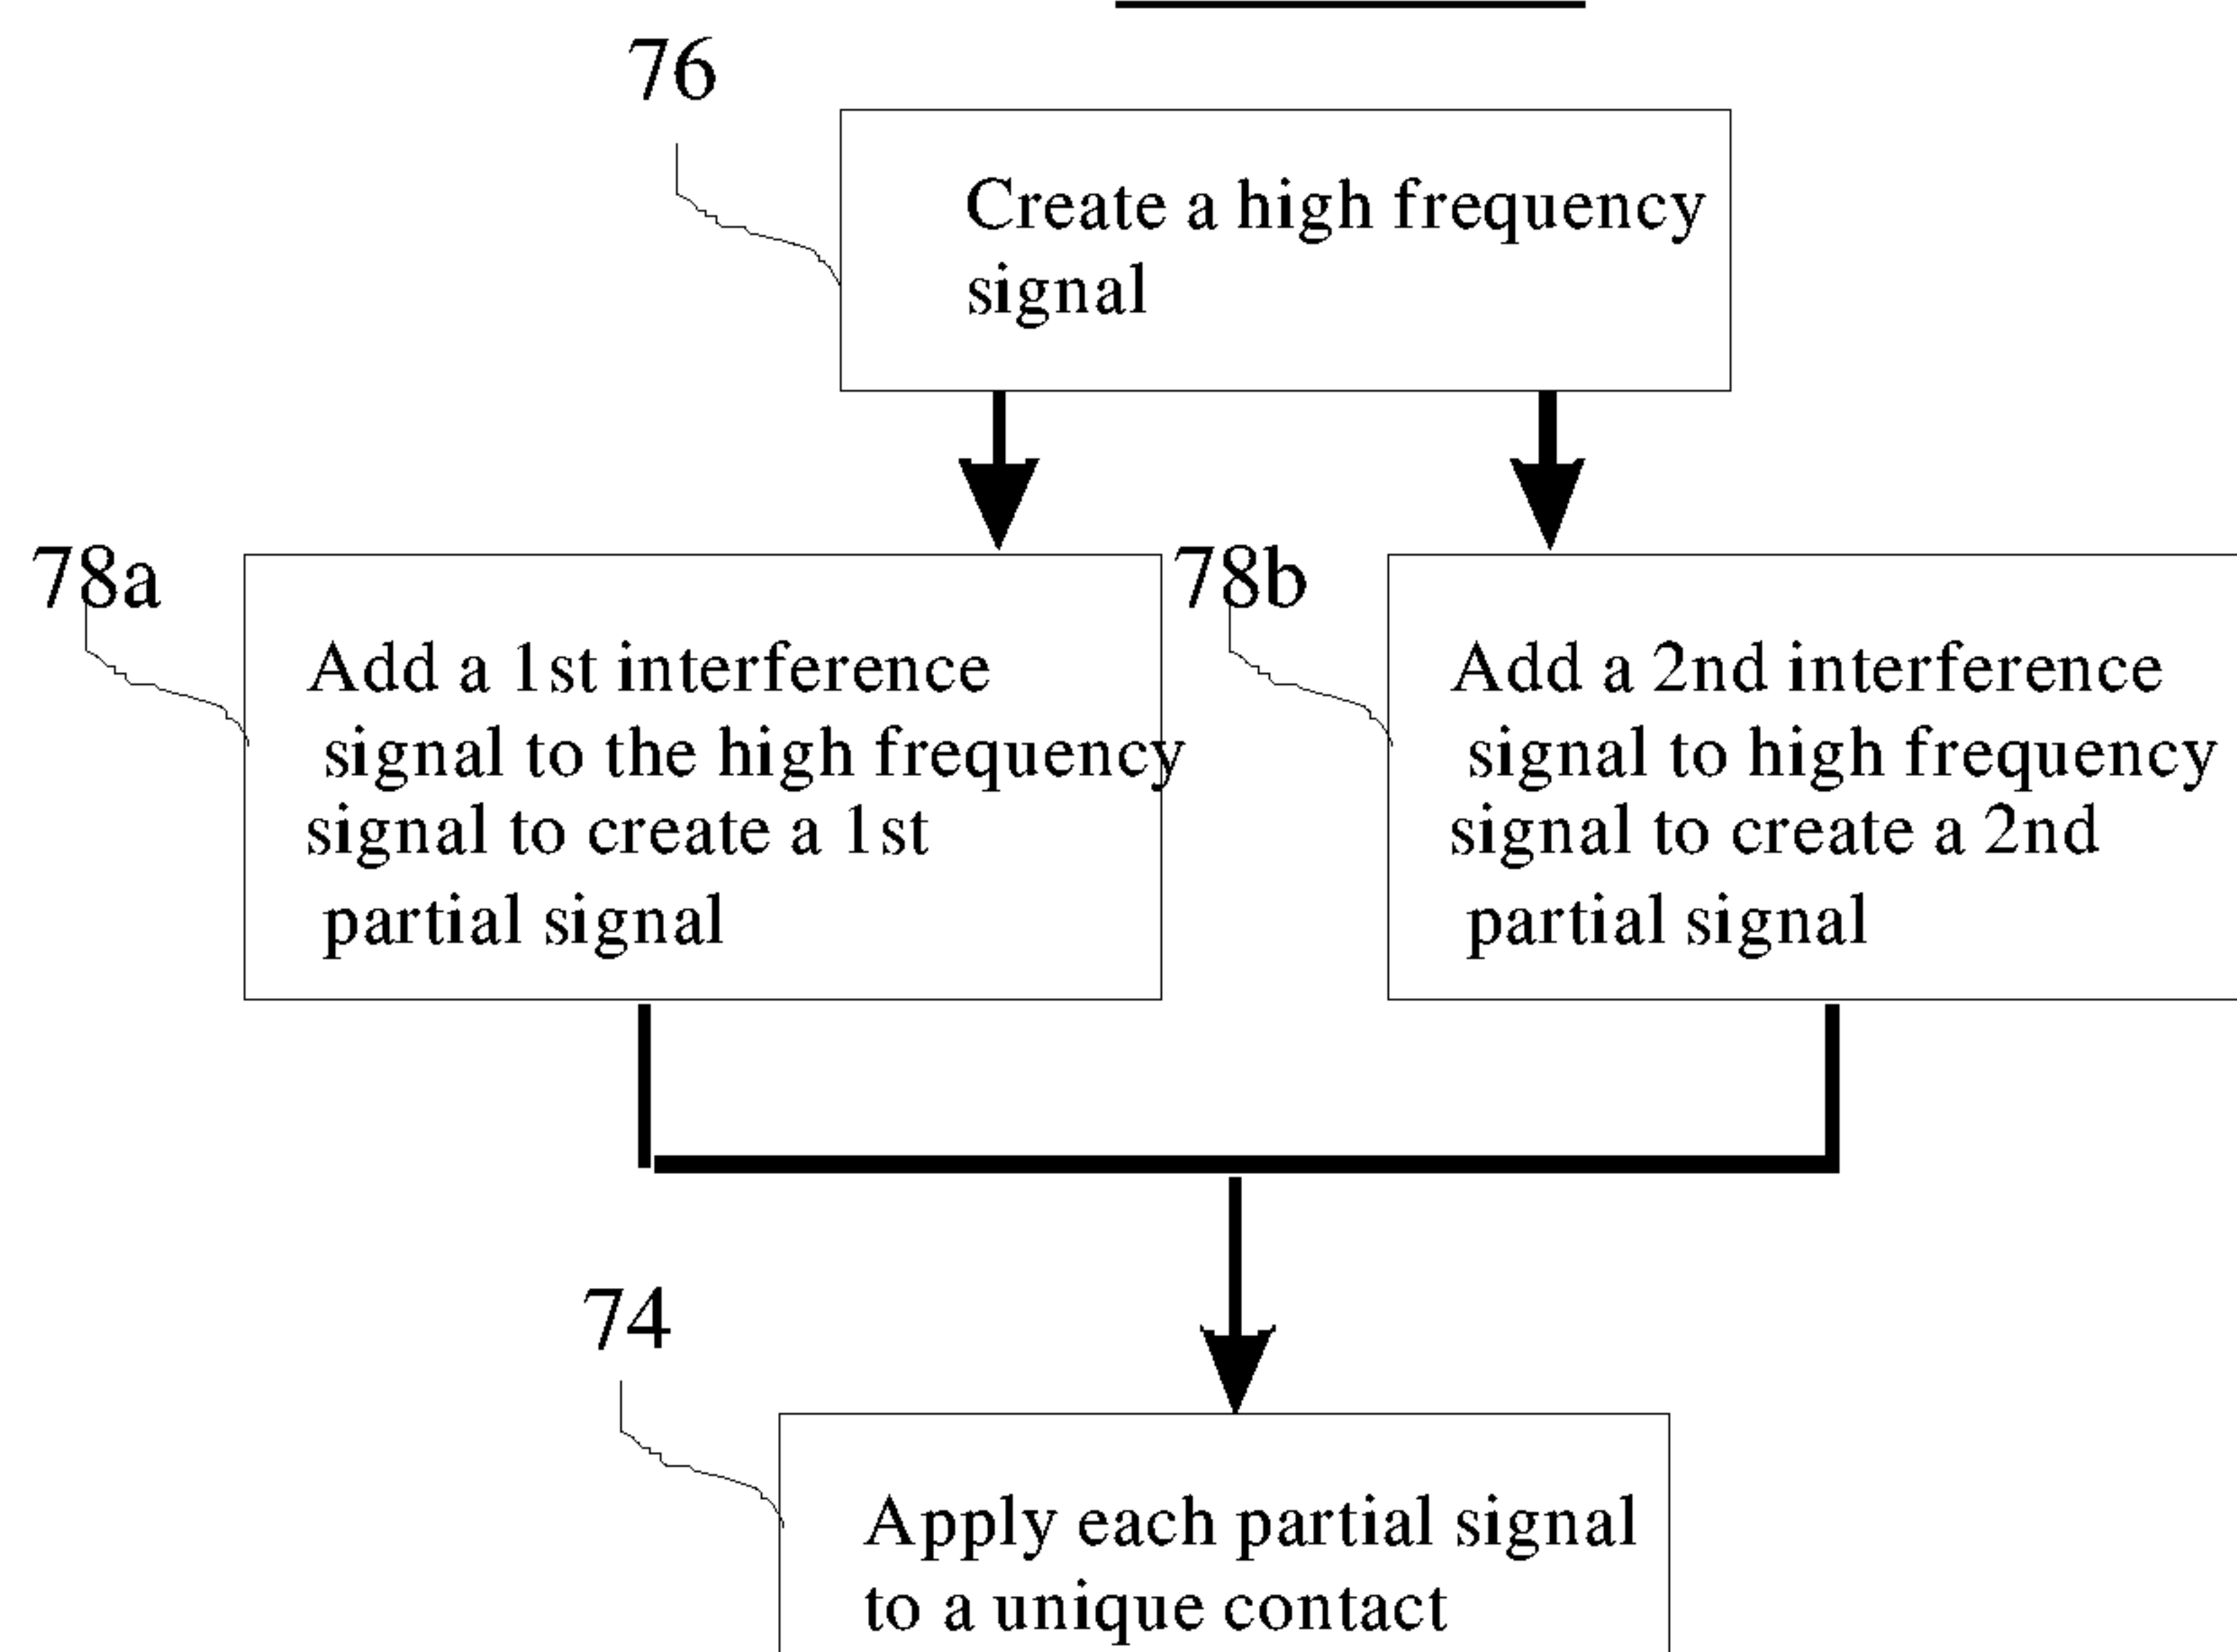 76
Create a high frequency
signal
78a
Add a 1st interference
signal to the high frequency
signal to create a 1st
partial signal
78b
Add a 2nd interference
signal to high frequency
signal to create a 2nd
partial signal
74
Apply each partial signal
to a unique contact